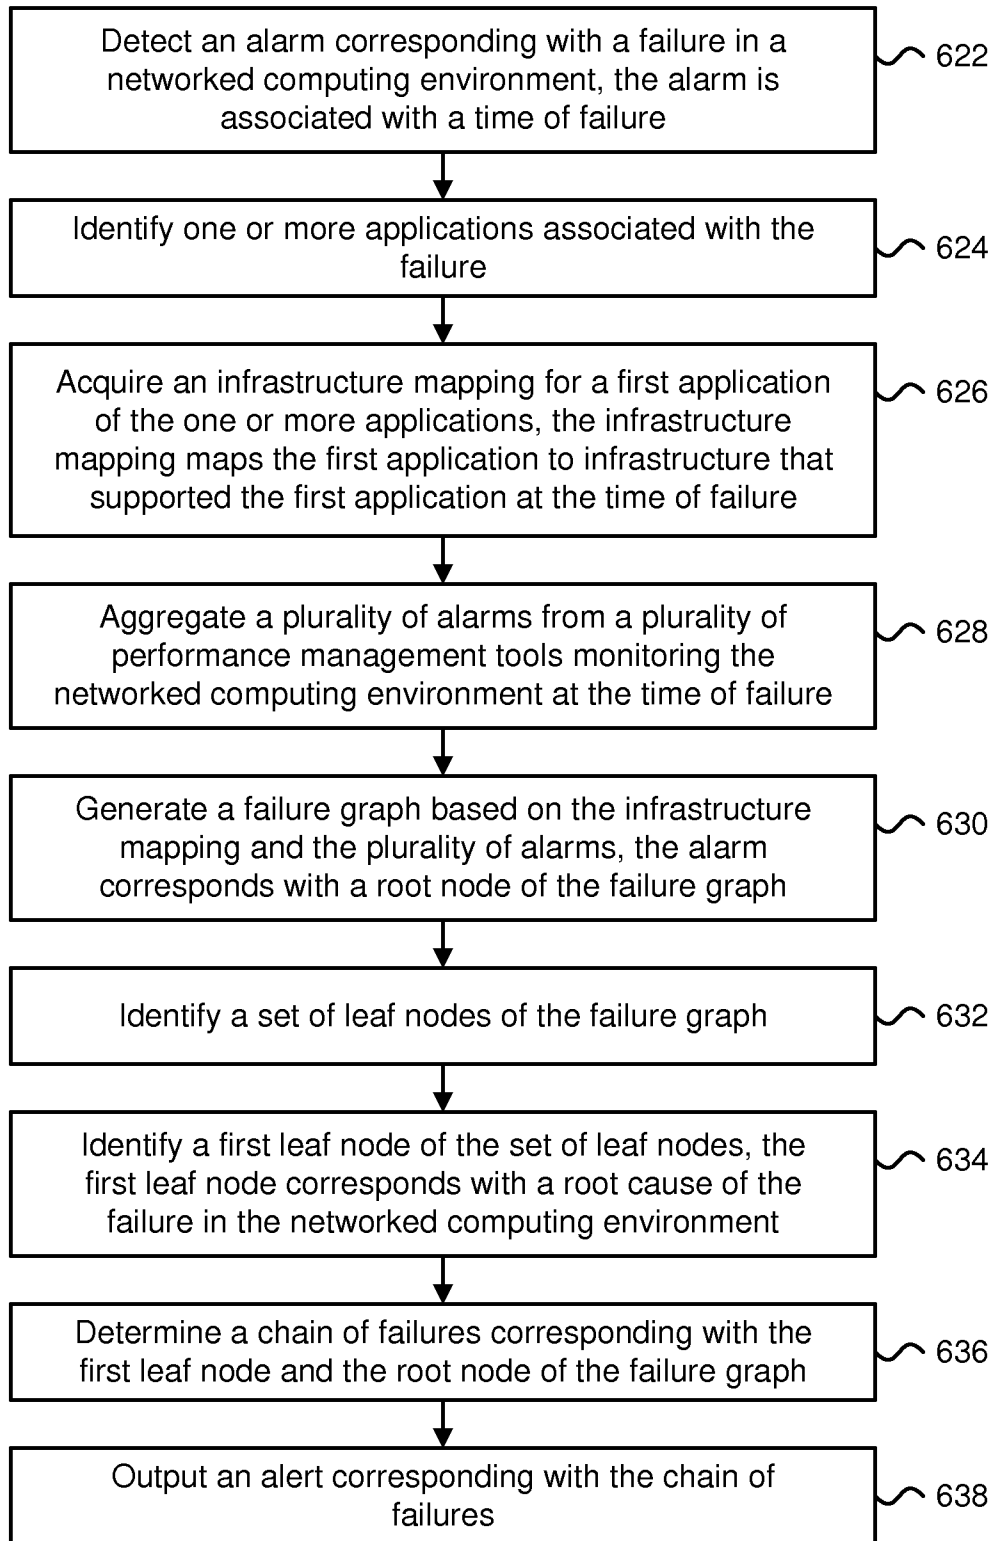 Detect an alarm corresponding with a failure in a
networked computing environment, the alarm is
associated with a time of failure
622
Identify one or more applications associated with the
failure
624
Acquire an infrastructure mapping for a first application
of the one or more applications, the infrastructure
mapping maps the first application to infrastructure that
supported the first application at the time of failure
626
Aggregate a plurality of alarms from a plurality of
performance management tools monitoring the
networked computing environment at the time of failure
628
Generate a failure graph based on the infrastructure
mapping and the plurality of alarms, the alarm
corresponds with a root node of the failure graph
630
Identify a set of leaf nodes of the failure graph
632
Identify a first leaf node of the set of leaf nodes, the
first leaf node corresponds with a root cause of the
failure in the networked computing environment
634
Determine a chain of failures corresponding with the
first leaf node and the root node of the failure graph
636
Output an alert corresponding with the chain of
failures
638